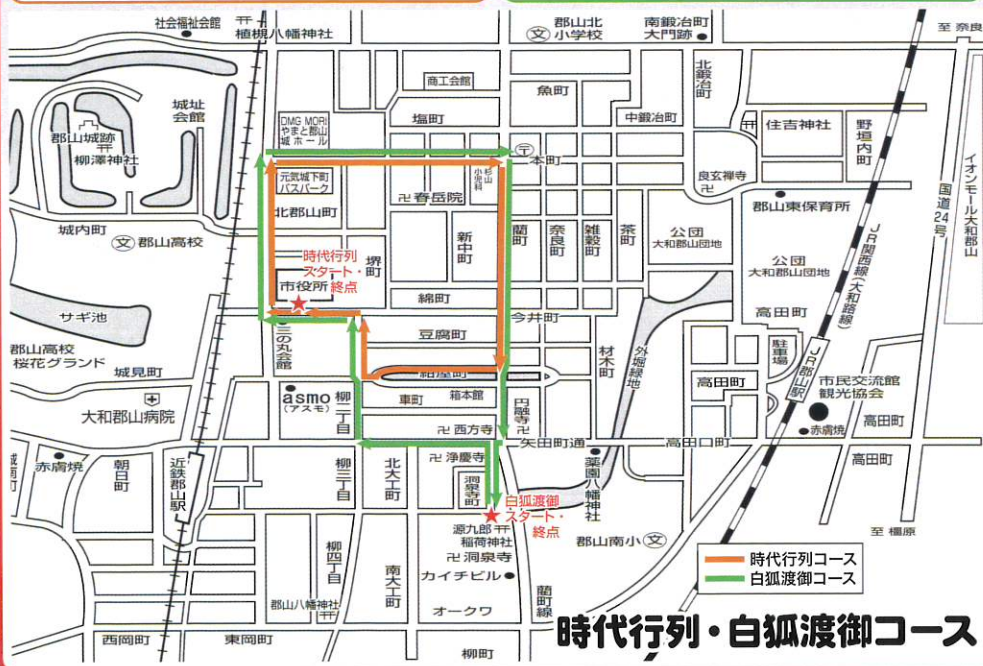 社会福祉会館
植槻八幡神社
郡山北
小学校
南鍛冶町
大門跡
至 奈良
商工会館
魚町
北鍛冶町
城址
会館
塩町
中鍛冶町
DMG MORI
やまと郡山
城ホール
住吉神社
野垣内町
郡山城跡
柳澤神社
本町
元気城下町
バスパーク
杉山
小児科
良玄禅寺
春岳院
北郡山町
郡山東保育所
イオンモール大和郡山
国道24号
城内町
郡山高校
新中町
藺町
奈良町
雑穀町
茶町
公団
大和郡山団地
JR関西線(大和路線)
時代行列
スタート・
終点
堺町
公団
大和郡山団地
市役所
綿町
高田町
サギ池
今井町
三の丸会館
豆腐町
郡山高校
桜花グランド
城見町
材木町
外堀緑地
駐車場
JR郡山駅
紺屋町
高田町
市民交流館
観光協会
asmo
(アスモ)
柳二丁目
車町
箱本館
円融寺
大和郡山病院
西方寺
赤膚焼
高田町
矢田町通
高田口町
赤膚焼
朝日町
近鉄郡山駅
柳三丁目
北大工町
浄慶寺
洞泉寺町
薬園八幡神社
高田町
白狐渡御
スタート・
終点
源九郎
稲荷神社
郡山南小
至 橿原
洞泉寺
柳四丁目
南大工町
カイチビル
藺町線
時代行列コース
白狐渡御コース
郡山八幡神社
オークワ
西岡町
東岡町
柳町
時代行列・白狐渡御コース